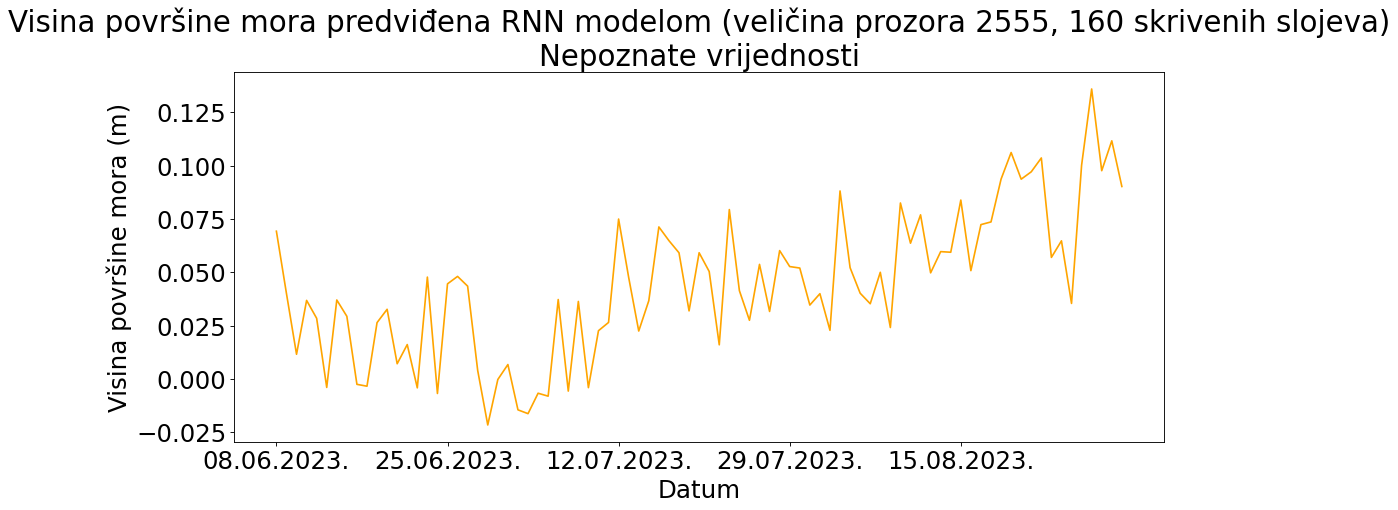 Visina površine mora predviđena RNN modelom (veličina prozora 2555, 160 skrivenih slojeva)
Nepoznate vrijednosti
Visina površine mora (m)
0.125
0.100
0.075
0.050
0.025
0.000
−0.025
08.06.2023. 25.06.2023. 12.07.2023. 29.07.2023. 15.08.2023.
Datum